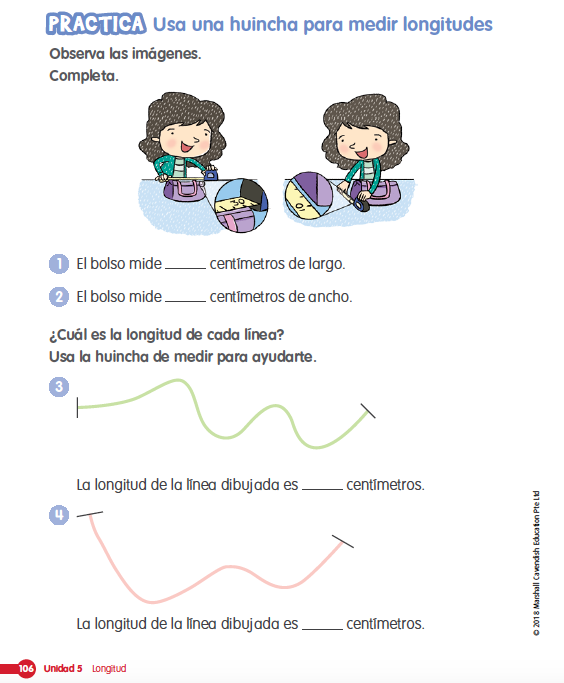 PRACTICA Usa una huincha para medir longitudes
Observa las imágenes.
Completa.
1 El bolso mide ______ centímetros de largo.
2 El bolso mide ______ centímetros de ancho.
¿Cuál es la longitud de cada línea?
Usa la huincha de medir para ayudarte.
3
La longitud de la línea dibujada es ______ centímetros.
4
La longitud de la línea dibujada es ______ centímetros.
© 2018 Marshall Cavendish Education Pte Ltd
106 Unidad 5 Longitud